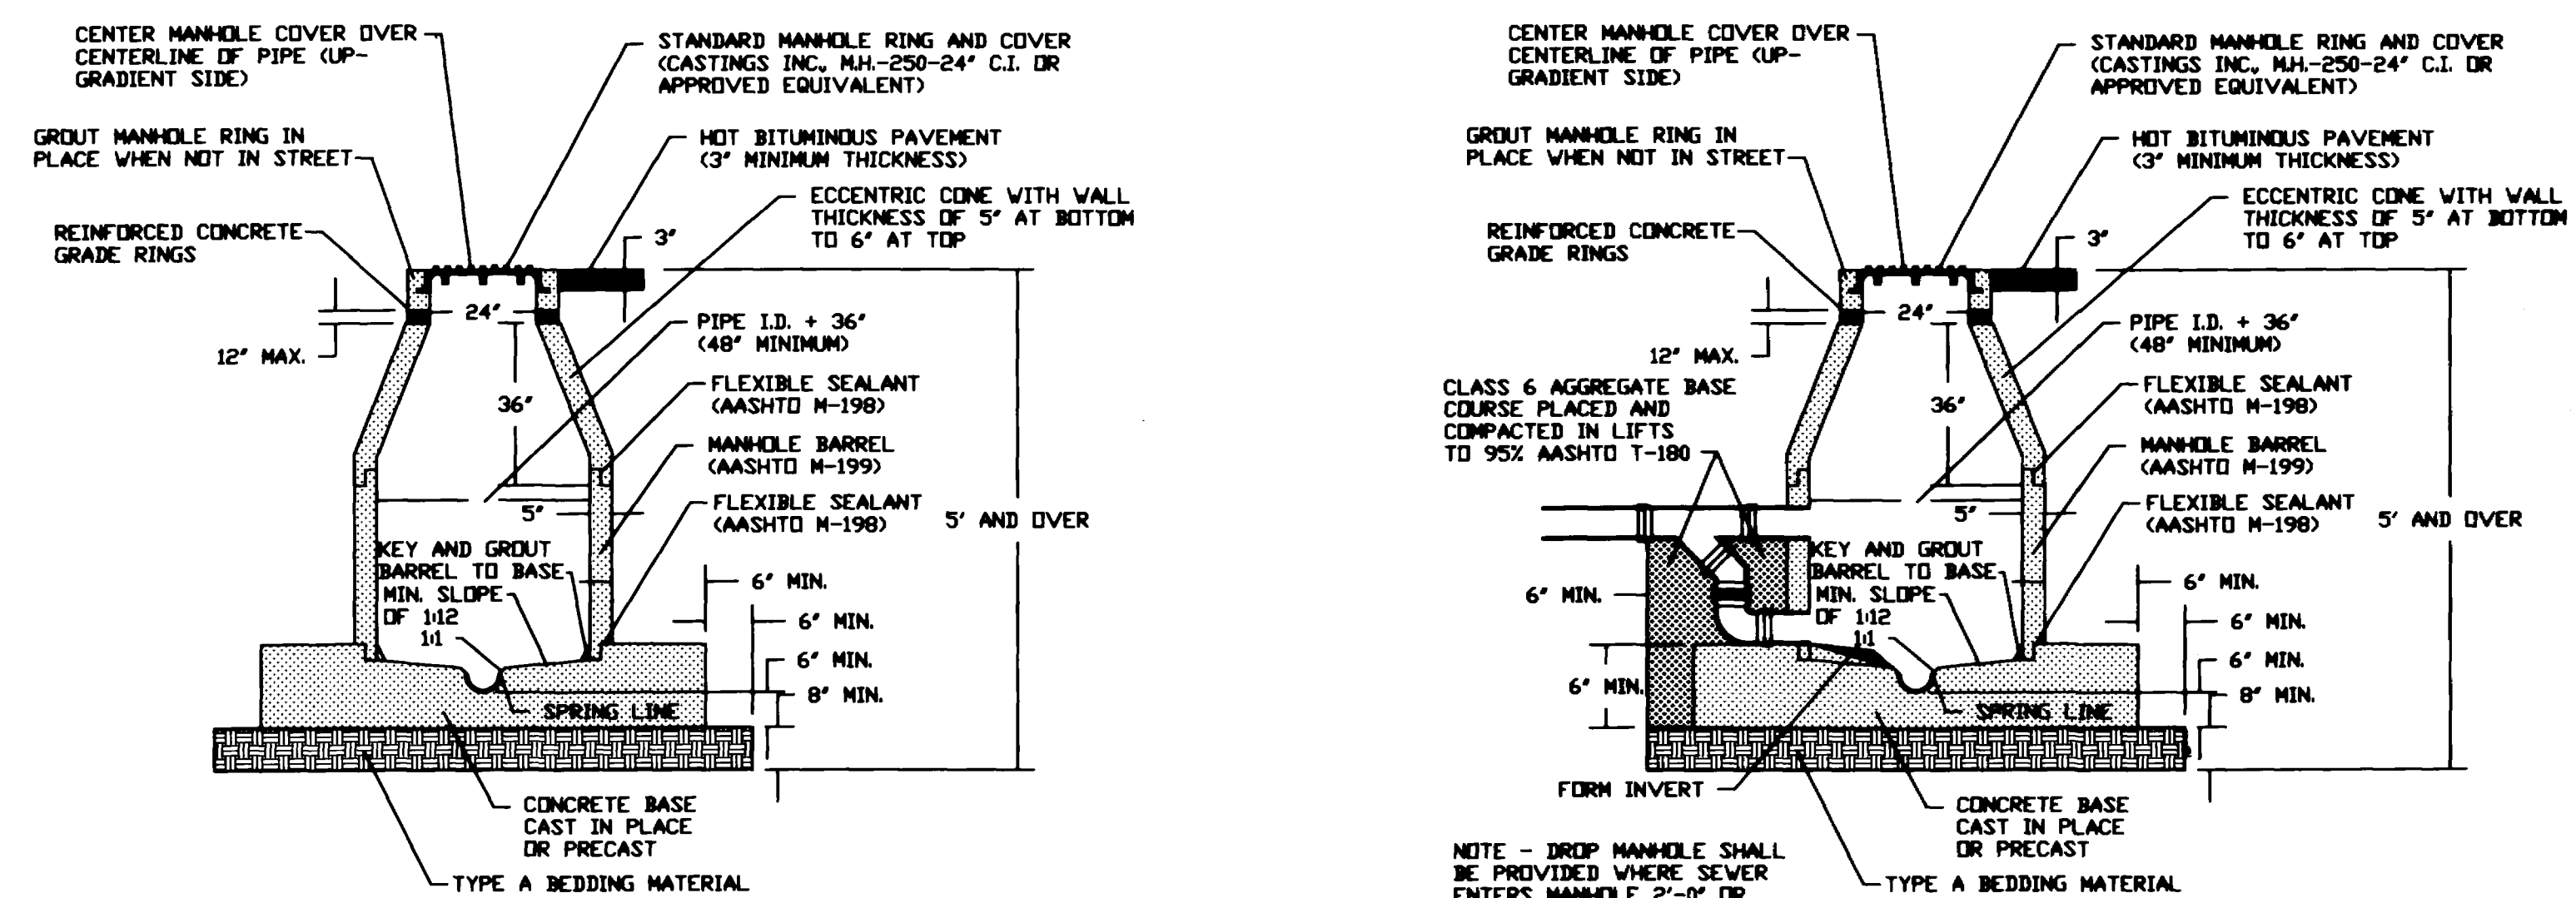 CENTER MANHOLE COVER OVER
CENTERLINE OF PIPE (UP-
GRADIENT SIDE)
STANDARD MANHOLE RING AND COVER
(CASTINGS INC., M.H.-250-24" C.I. OR
APPROVED EQUIVALENT)
GROUT MANHOLE RING IN
PLACE WHEN NOT IN STREET
HOT BITUMINOUS PAVEMENT
(3" MINIMUM THICKNESS)
ECCENTRIC CONE WITH WALL
THICKNESS OF 5" AT BOTTOM
TO 6" AT TOP
REINFORCED CONCRETE
GRADE RINGS
3"
24"
12" MAX.
PIPE I.D. + 36"
(48" MINIMUM)
36"
FLEXIBLE SEALANT
(AASHTO M-198)
MANHOLE BARREL
(AASHTO M-199)
5"
FLEXIBLE SEALANT
(AASHTO M-198)
5' AND OVER
KEY AND GROUT
BARREL TO BASE
MIN. SLOPE
OF 1:12
1:1
6" MIN.
6" MIN.
6" MIN.
8" MIN.
SPRING LINE
CONCRETE BASE
CAST IN PLACE
OR PRECAST
TYPE A BEDDING MATERIAL
CENTER MANHOLE COVER OVER
CENTERLINE OF PIPE (UP-
GRADIENT SIDE)
STANDARD MANHOLE RING AND COVER
(CASTINGS INC., M.H.-250-24" C.I. OR
APPROVED EQUIVALENT)
GROUT MANHOLE RING IN
PLACE WHEN NOT IN STREET
HOT BITUMINOUS PAVEMENT
(3" MINIMUM THICKNESS)
ECCENTRIC CONE WITH WALL
THICKNESS OF 5" AT BOTTOM
TO 6" AT TOP
REINFORCED CONCRETE
GRADE RINGS
3"
24"
12" MAX.
PIPE I.D. + 36"
(48" MINIMUM)
CLASS 6 AGGREGATE BASE
COURSE PLACED AND
COMPACTED IN LIFTS
TO 95% AASHTO T-180
36"
FLEXIBLE SEALANT
(AASHTO M-198)
MANHOLE BARREL
(AASHTO M-199)
5"
FLEXIBLE SEALANT
(AASHTO M-198)
5' AND OVER
KEY AND GROUT
BARREL TO BASE
MIN. SLOPE
OF 1:12
1:1
6" MIN.
6" MIN.
6" MIN.
6" MIN.
6" MIN.
8" MIN.
SPRING LINE
FORM INVERT
CONCRETE BASE
CAST IN PLACE
OR PRECAST
TYPE A BEDDING MATERIAL
NOTE - DROP MANHOLE SHALL
BE PROVIDED WHERE SEWER
ENTERS MANHOLE 2'-0" OR